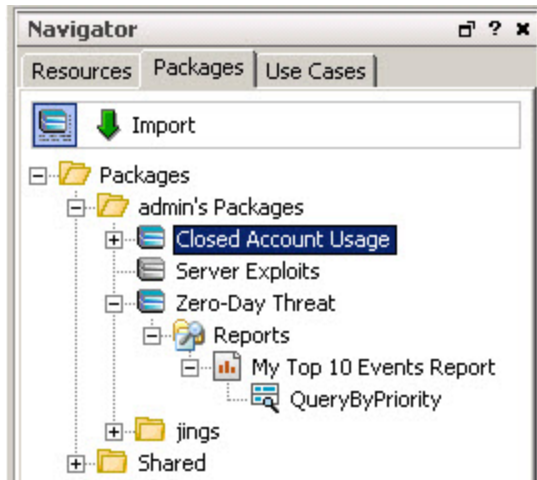 Navigator ?
Resources Packages Use Cases
Import
Packages
admin's Packages
Closed Account Usage
Server Exploits
Zero-Day Threat
Reports
My Top 10 Events Report
QueryByPriority
jings
Shared